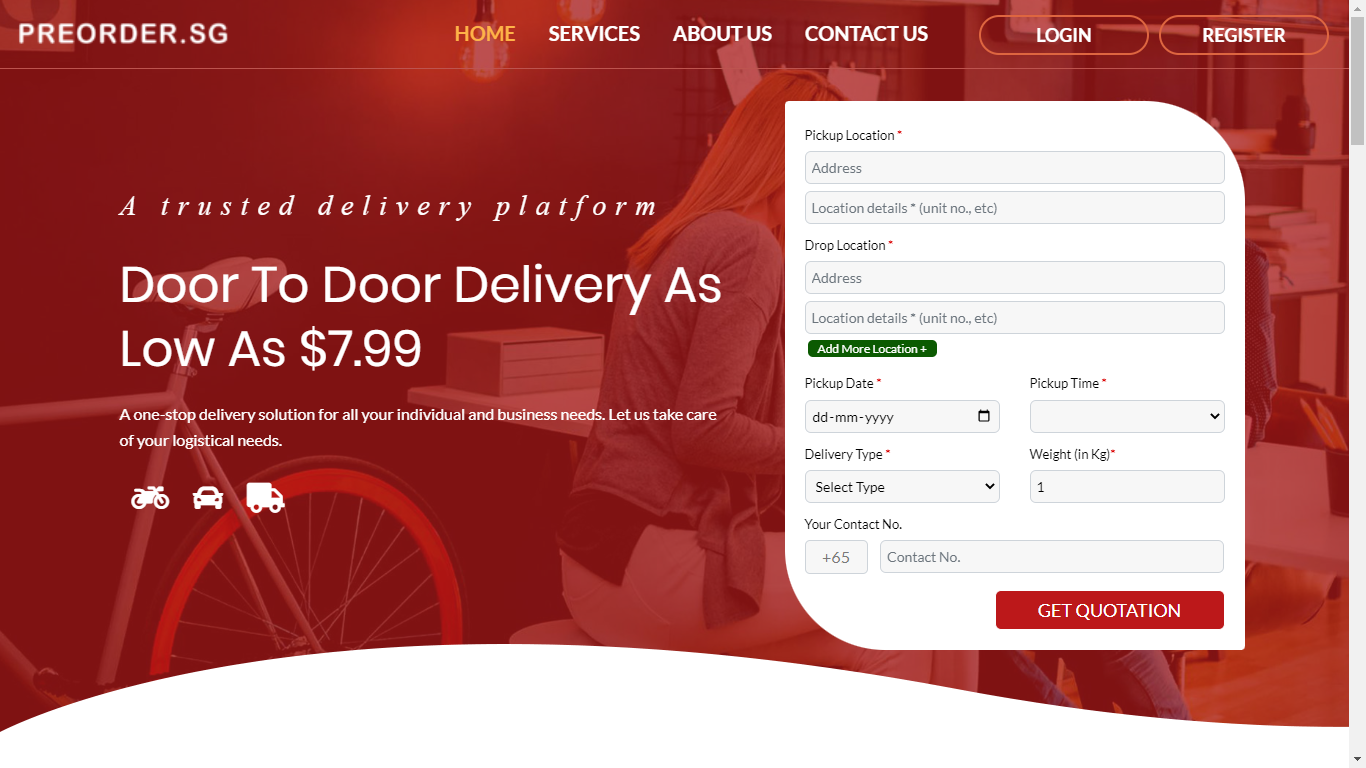 PREORDER.SG
HOME
SERVICES
ABOUT US
CONTACT US
LOGIN
REGISTER
A trusted delivery platform
Door To Door Delivery As
Low As $7.99
A one-stop delivery solution for all your individual and business needs. Let us take care
of your logistical needs.
Pickup Location *
Address
Location details * (unit no., etc)
Drop Location *
Address
Location details * (unit no., etc)
Add More Location +
Pickup Date *
Pickup Time *
dd-mm-yyyy
Delivery Type *
Weight (in Kg)*
Select Type
1
Your Contact No.
+65
Contact No.
GET QUOTATION